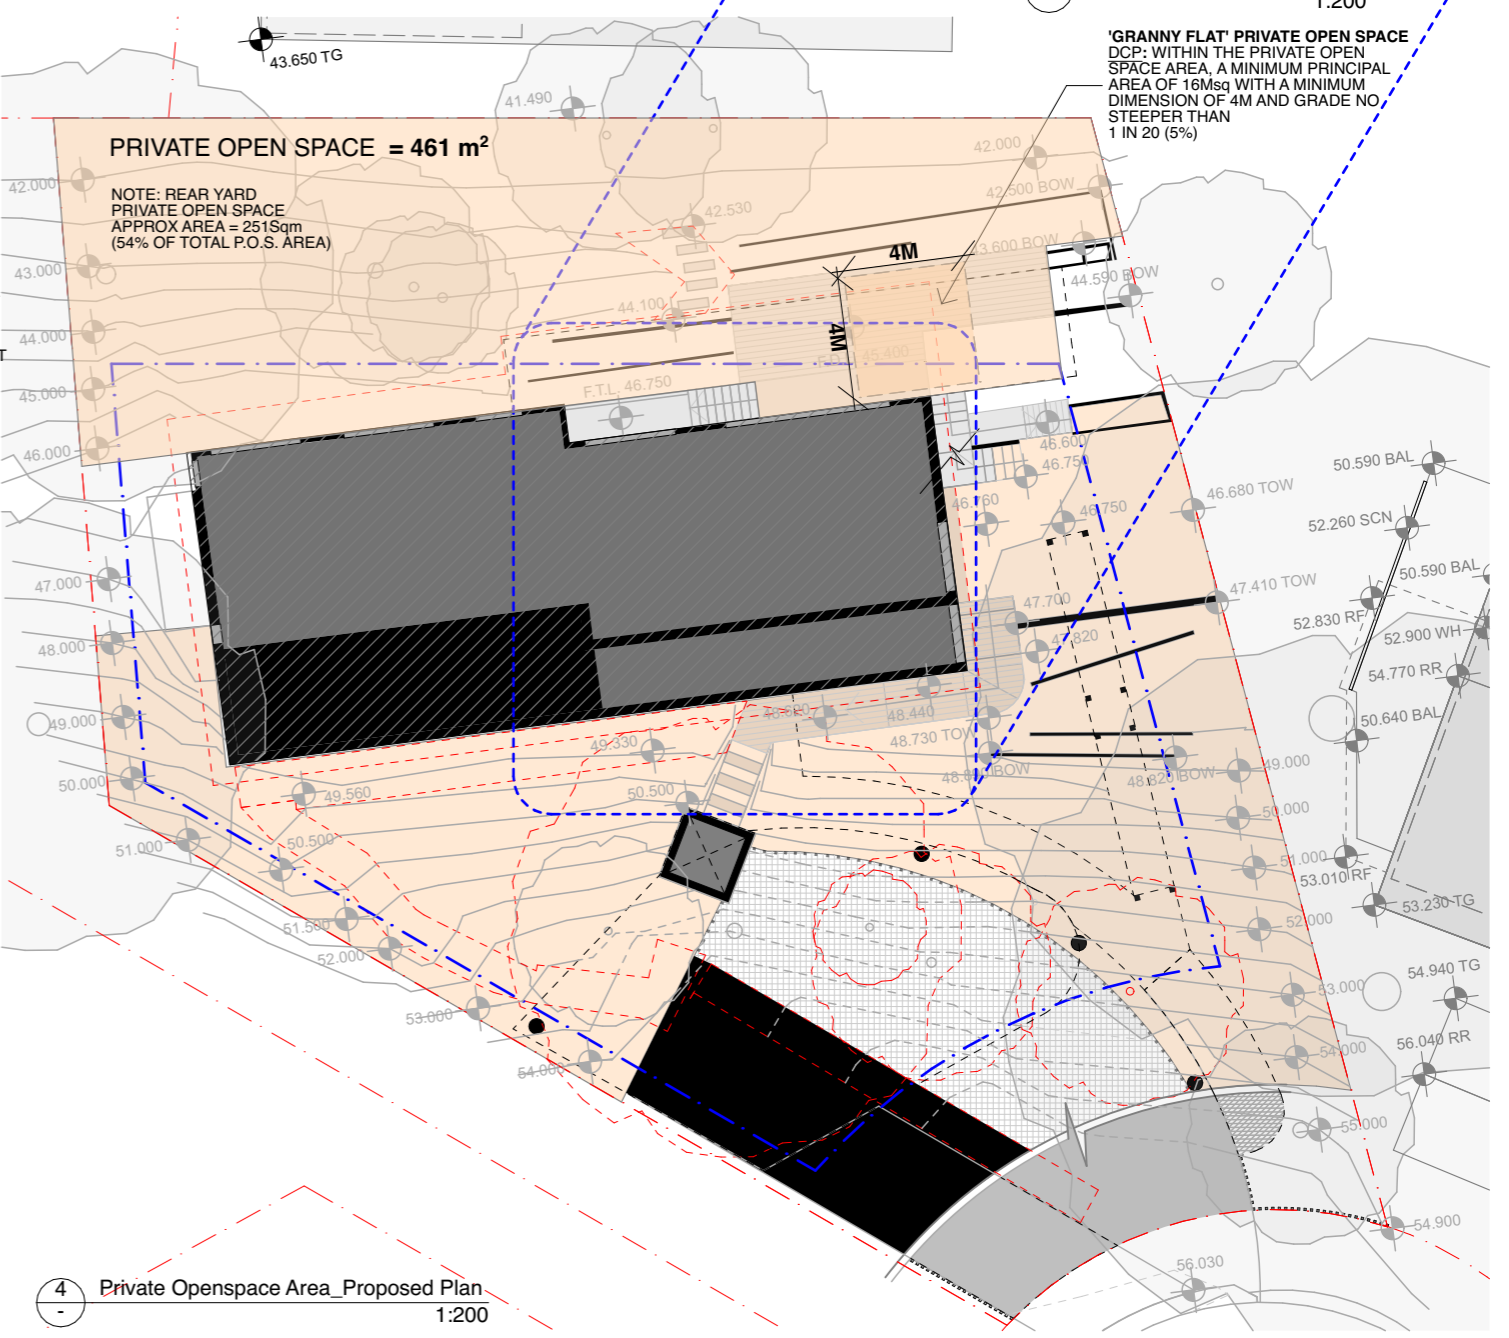 1:200
'GRANNY FLAT' PRIVATE OPEN SPACE
DCP: WITHIN THE PRIVATE OPEN
SPACE AREA, A MINIMUM PRINCIPAL
AREA OF 16Msq WITH A MINIMUM
DIMENSION OF 4M AND GRADE NO
STEEPER THAN
1 IN 20 (5%)
43.650 TG
41.490
PRIVATE OPEN SPACE = 461 m²
NOTE: REAR YARD
PRIVATE OPEN SPACE
APPROX AREA = 251Sqm
(54% OF TOTAL P.O.S. AREA)
42.000
42.000
42.500 BOW
42.530
43.600 BOW
4M
43.000
44.590 BOW
44.100
44.000
4M
45.400
F.T.L. 46.750
45.000
46.000
46.600
46.750
50.590 BAL
46.680 TOW
46.760
46.750
52.260 SCN
50.590 BAL
47.000
47.410 TOW
47.700
52.830 RF
47.820
52.900 WH
48.000
54.770 RR
49.000
48.620
48.440
50.640 BAL
48.730 TOW
49.330
49.000
50.000
48.820 BOW
49.560
50.500
50.000
50.500
51.000
51.000
53.010 RF
53.230 TG
51.500
52.000
52.000
54.940 TG
53.000
53.000
56.040 RR
54.000
54.000
55.000
54.900
56.030
4
-
Private Openspace Area_Proposed Plan
1:200